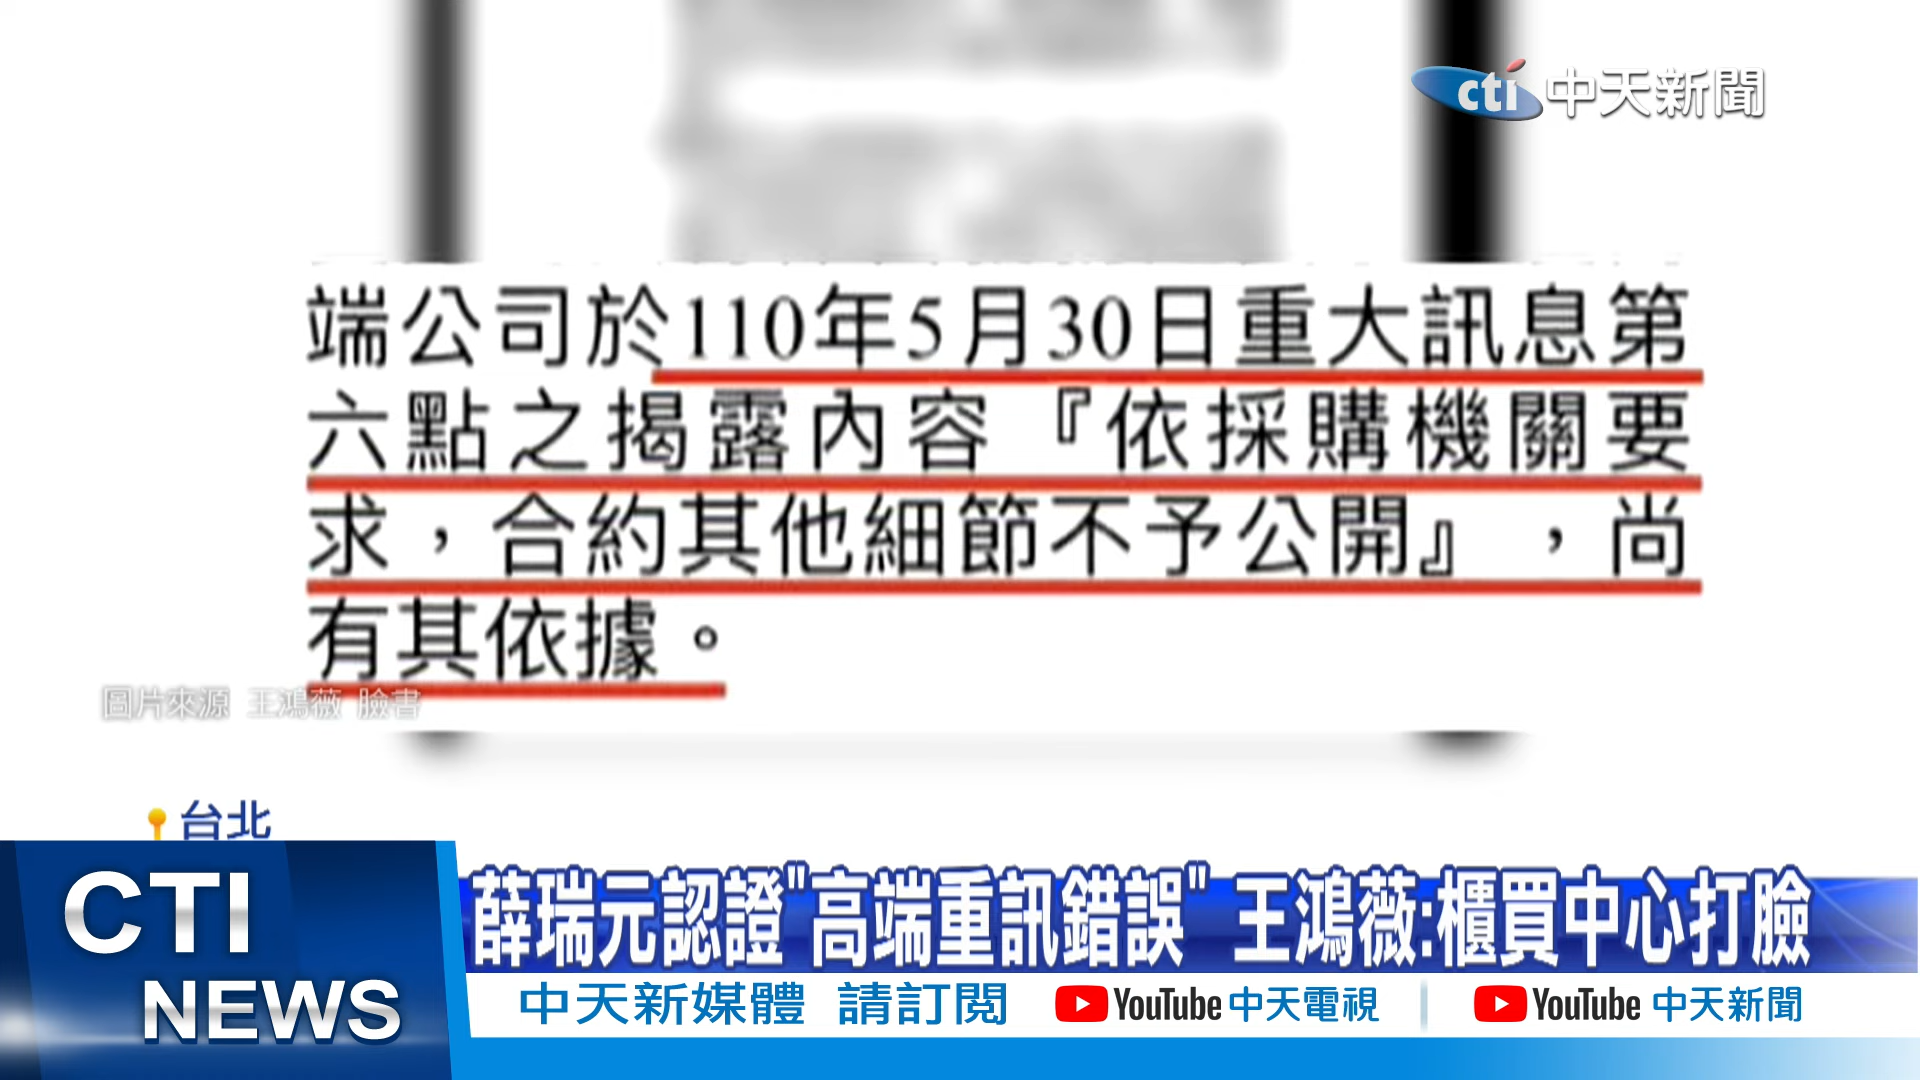 cti 中天新聞
端公司於110年5月30日重大訊息第
六點之揭露內容『依採購機關要
求，合約其他細節不予公開』，尚
有其依據。
圖片來源 王鴻薇 臉書
台北
CTI
NEWS
薛瑞元認證"高端重訊錯誤" 王鴻薇:櫃買中心打臉
中天新媒體 請訂閱 YouTube 中天電視 | YouTube 中天新聞